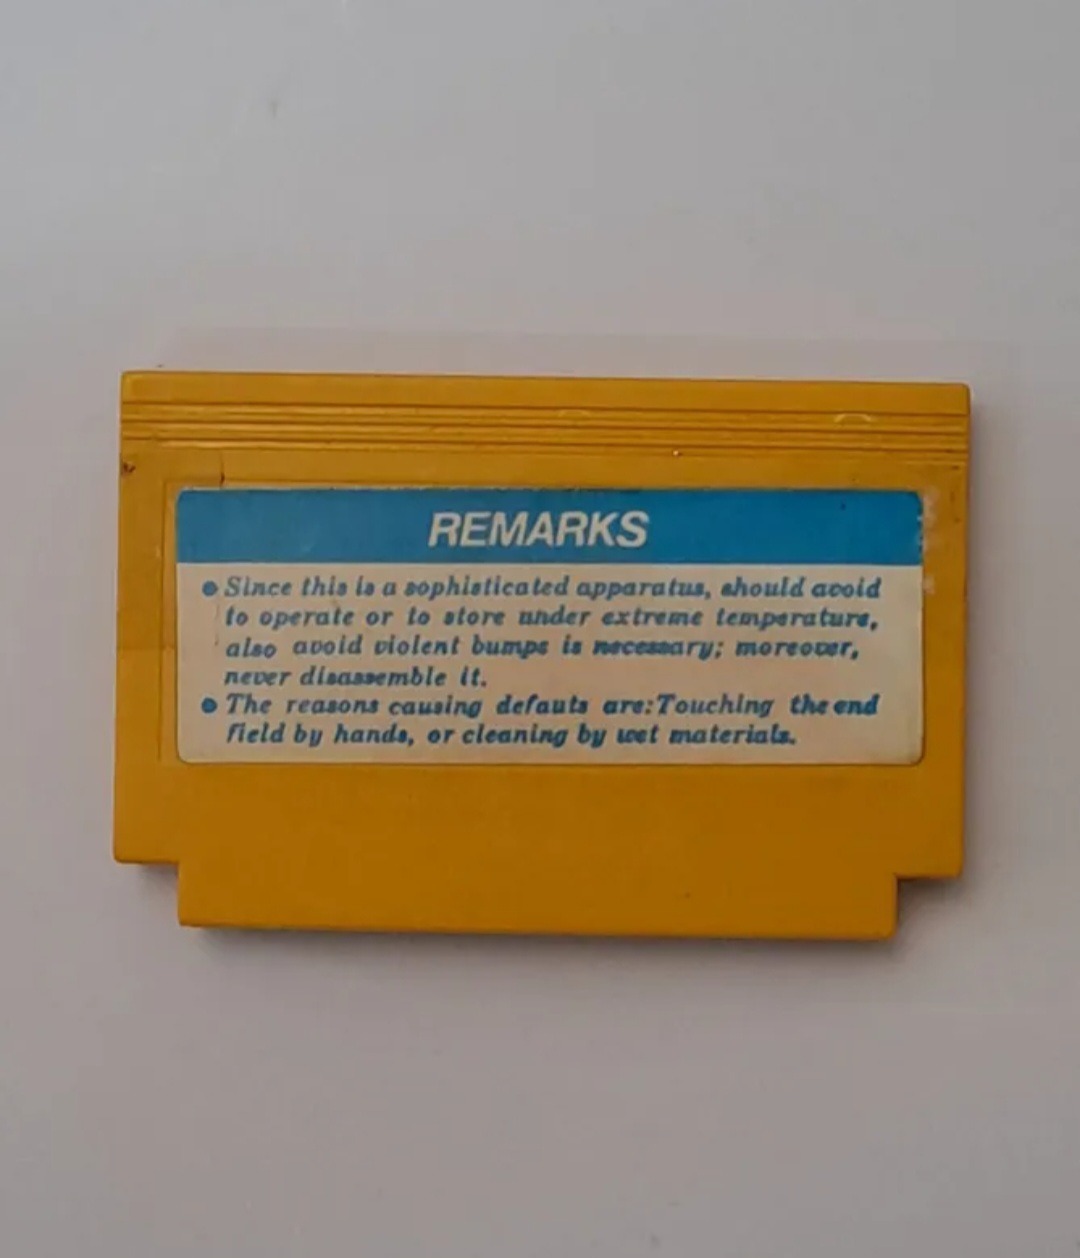 REMARKS
● Since this is a sophisticated apparatus, should avoid
to operate or to store under extreme temperature,
also avoid violent bumps is necessary; moreover,
never disassemble it.
● The reasons causing defauts are:Touching the end
field by hands, or cleaning by wet materials.